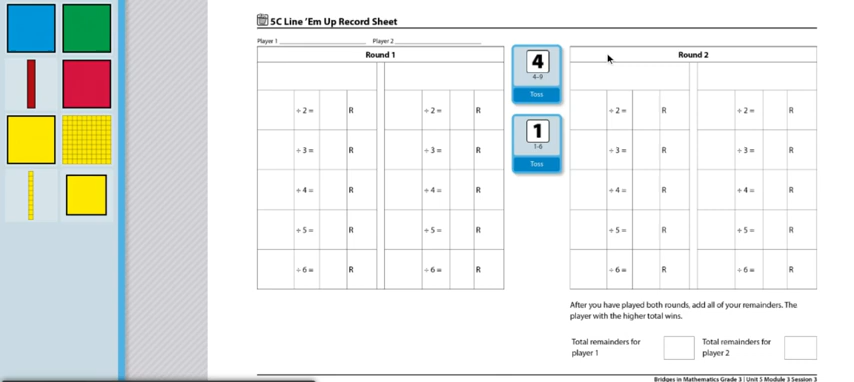 5C Line 'Em Up Record Sheet
Player 1 Player 2
Round 1
÷ 2 = R ÷ 2 = R
÷ 3 = R ÷ 3 = R
÷ 4 = R ÷ 4 = R
÷ 5 = R ÷ 5 = R
÷ 6 = R ÷ 6 = R
4
4-9
Toss
1
1-6
Toss
Round 2
÷ 2 = R ÷ 2 = R
÷ 3 = R ÷ 3 = R
÷ 4 = R ÷ 4 = R
÷ 5 = R ÷ 5 = R
÷ 6 = R ÷ 6 = R
After you have played both rounds, add all of your remainders. The
player with the higher total wins.
Total remainders for
player 1
Total remainders for
player 2
Bridges in Mathematics Grade 3 | Unit 5 Module 3 Session 3